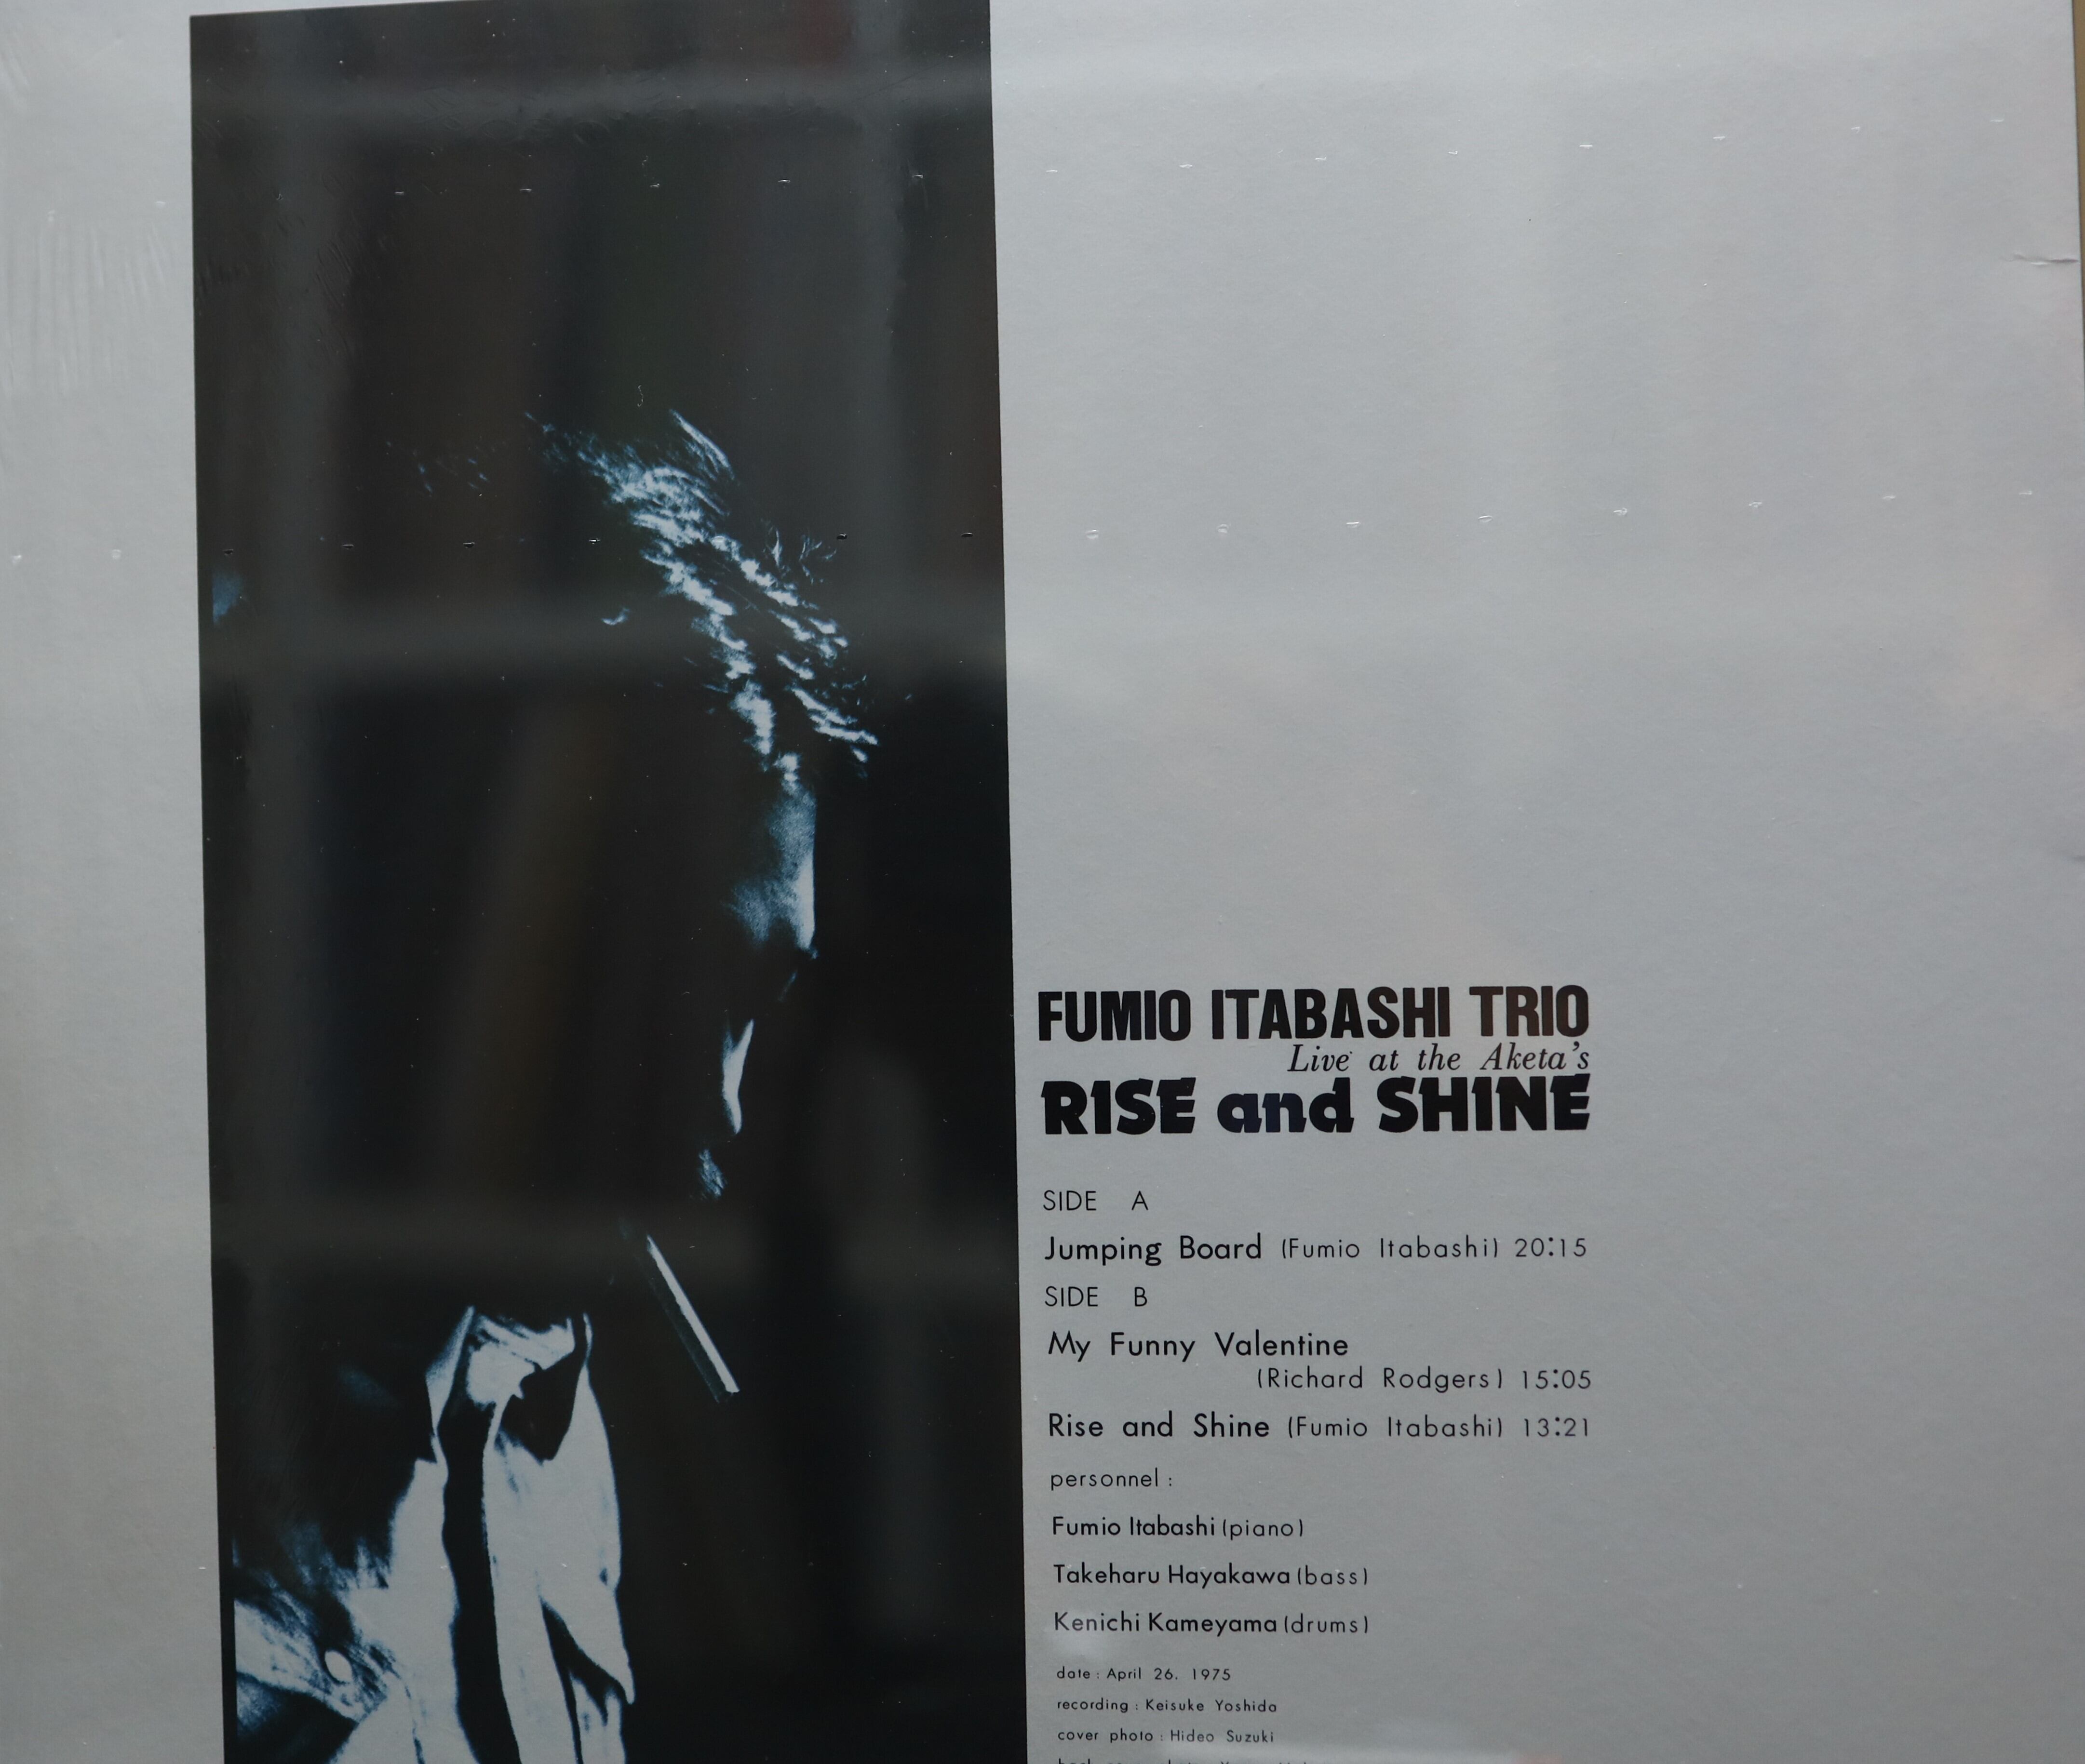 FUMIO ITABASHI TRIO
Live at the Aketa's
RISE and SHINE
SIDE A
Jumping Board (Fumio Itabashi) 20:15
SIDE B
My Funny Valentine
(Richard Rodgers) 15:05
Rise and Shine (Fumio Itabashi) 13:21
personnel :
Fumio Itabashi (piano)
Takeharu Hayakawa (bass)
Kenichi Kameyama (drums)
date : April 26. 1975
recording : Keisuke Yoshida
cover photo : Hideo Suzuki